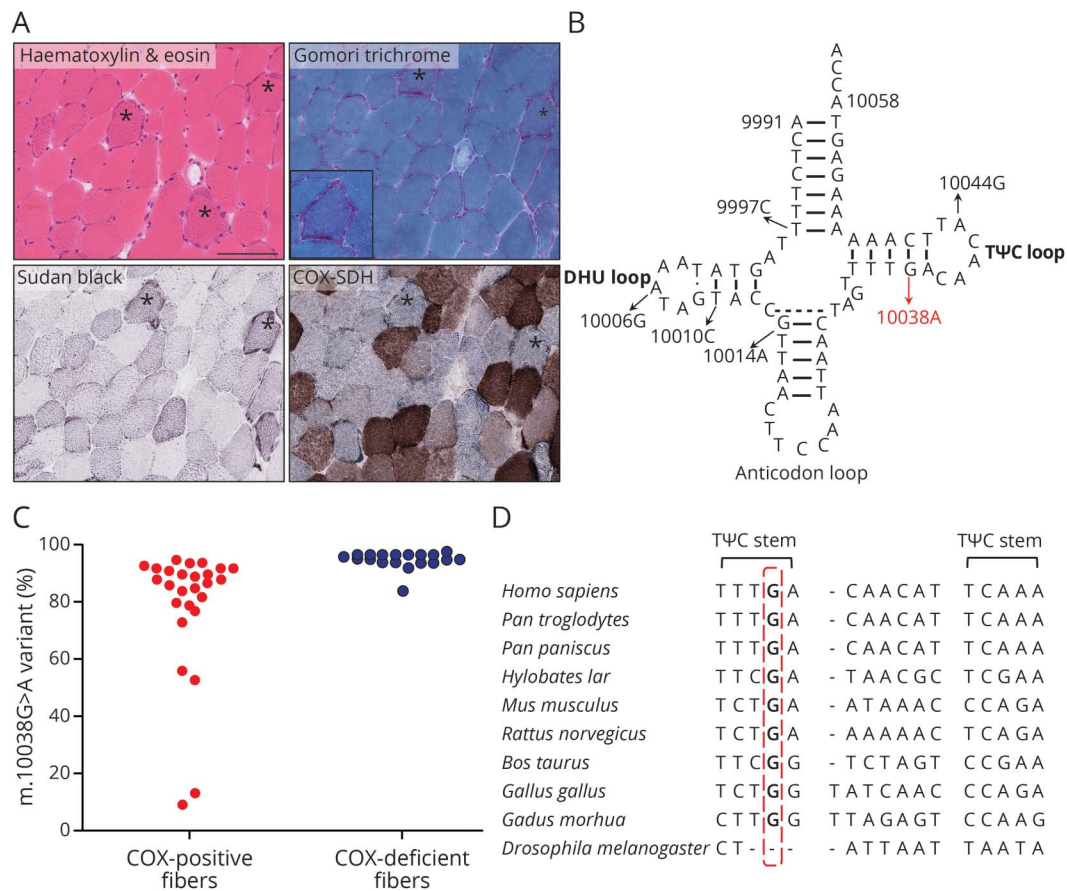 A
Haematoxylin & eosin
*
*
*
Gomori trichrome
*
*
Sudan black
*
*
COX-SDH
*
*
B
A
C
C
A 10058
9991 A T
C G
T A
C G
T A
T A
T A
9997C
T
T
A G
DHU loop
A A T A T G
A
A
T A G T A C C
10006G
10010C
10014A
A A A C T T
A
C
A
A
C
T T T G A
T
G
A
T
10044G
TΨC loop
10038A
G C
T A
T A
A T
A T
C A
T A
T C
C C
Anticodon loop
C
m.10038G>A variant (%)
100
80
60
40
20
0
COX-positive
fibers
COX-deficient
fibers
D
TΨC stem TΨC stem
Homo sapiens T T T G A - C A A C A T T C A A A
Pan troglodytes T T T G A - C A A C A T T C A A A
Pan paniscus T T T G A - C A A C A T T C A A A
Hylobates lar T T C G A - T A A C G C T C G A A
Mus musculus T C T G A - A T A A A C C C A G A
Rattus norvegicus T C T G A - A A A A A C T C A G A
Bos taurus T T C G G - T C T A G T C C G A A
Gallus gallus T C T G G T A T C A A C C C A G A
Gadus morhua C T T G G T T A G A G T C C A A G
Drosophila melanogaster C T - - - - A T T A A T T A A T A